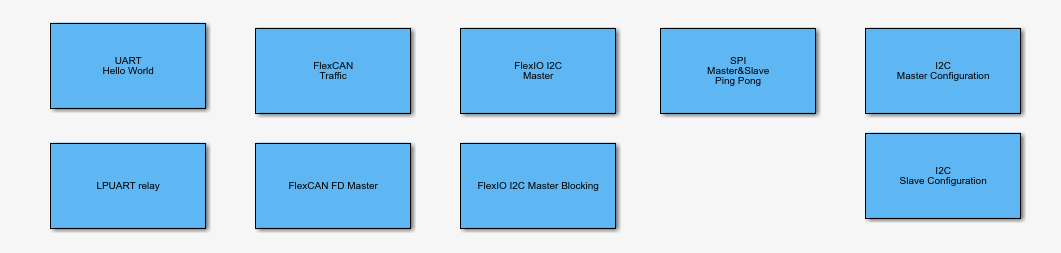 UART
Hello World
FlexCAN
Traffic
FlexIO I2C
Master
SPI
Master&Slave
Ping Pong
I2C
Master Configuration
LPUART relay
FlexCAN FD Master
FlexIO I2C Master Blocking
I2C
Slave Configuration